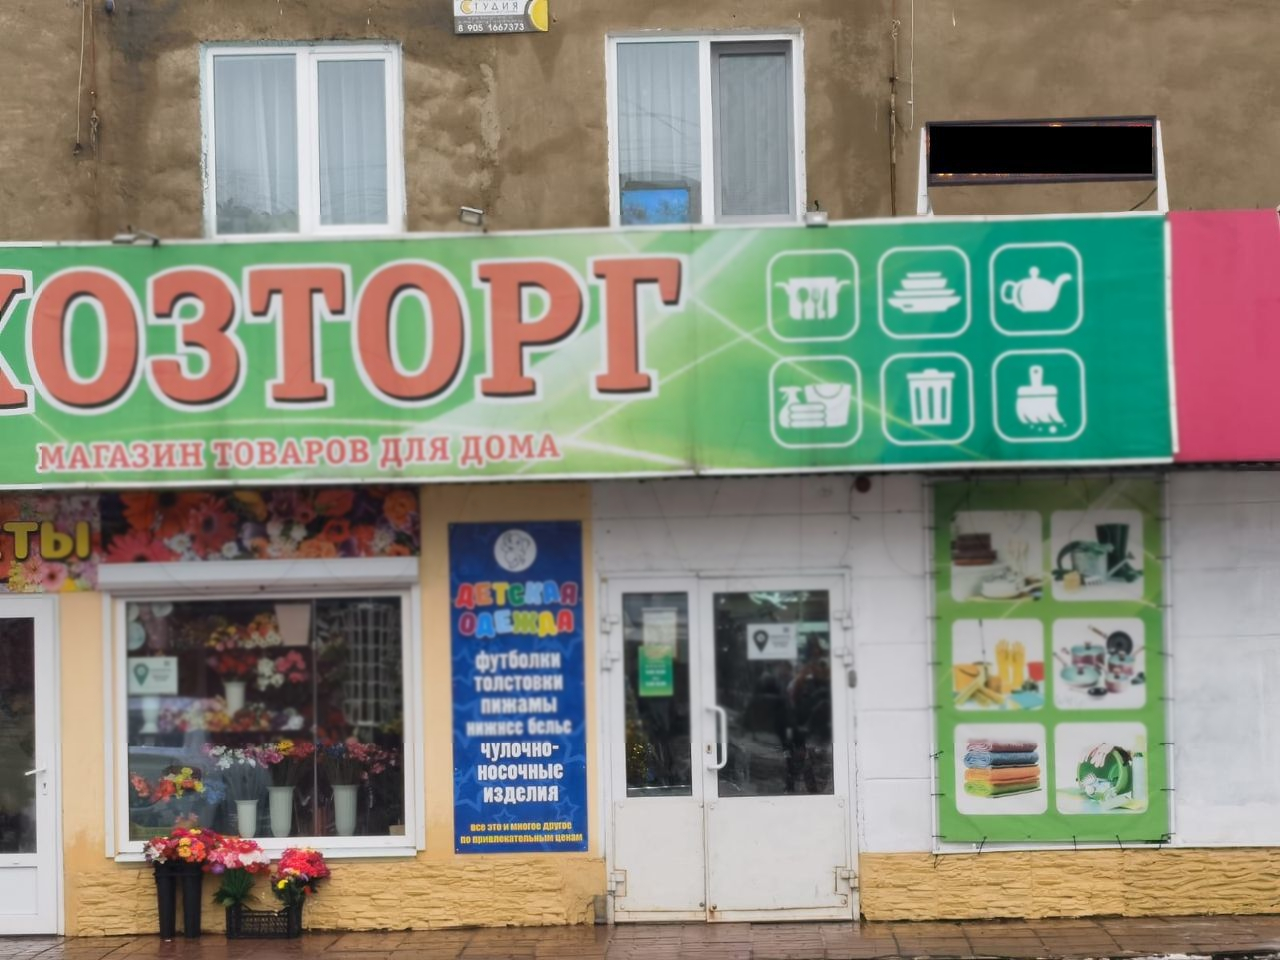 СТУДИЯ
8 905 1667373
ХОЗТОРГ
МАГАЗИН ТОВАРОВ ДЛЯ ДОМА
ТЫ
ДЕТСКАЯ
ОДЕЖДА
футболки
толстовки
пижамы
нижнее белье
чулочно-
носочные
изделия
все это и многое другое
по привлекательным ценам